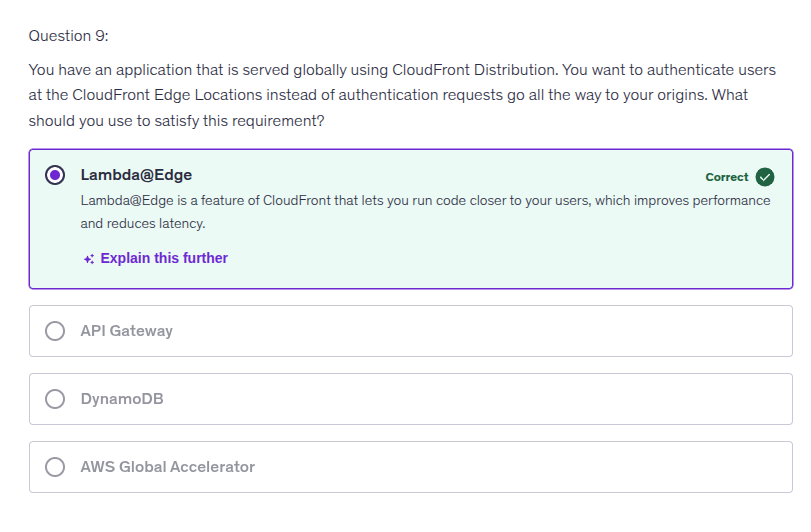 Question 9:
You have an application that is served globally using CloudFront Distribution. You want to authenticate users
at the CloudFront Edge Locations instead of authentication requests go all the way to your origins. What
should you use to satisfy this requirement?
Lambda@Edge
Correct
Lambda@Edge is a feature of CloudFront that lets you run code closer to your users, which improves performance
and reduces latency.
Explain this further
API Gateway
DynamoDB
AWS Global Accelerator